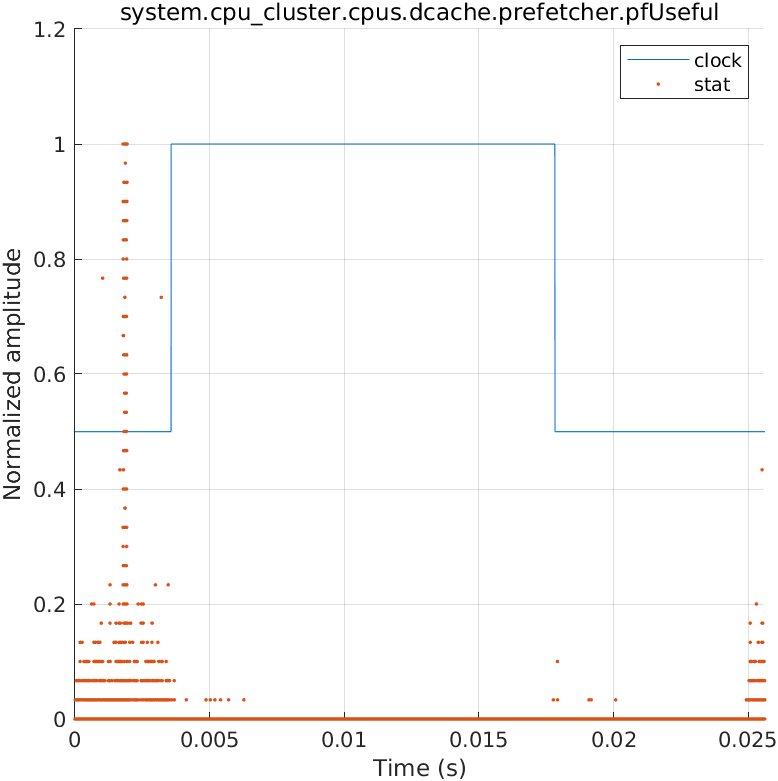 system.cpu_cluster.cpus.dcache.prefetcher.pfUseful
1.2
clock
stat
1
0.8
Normalized amplitude
0.6
0.4
0.2
0
0
0.005
0.01
0.015
0.02
0.025
Time (s)